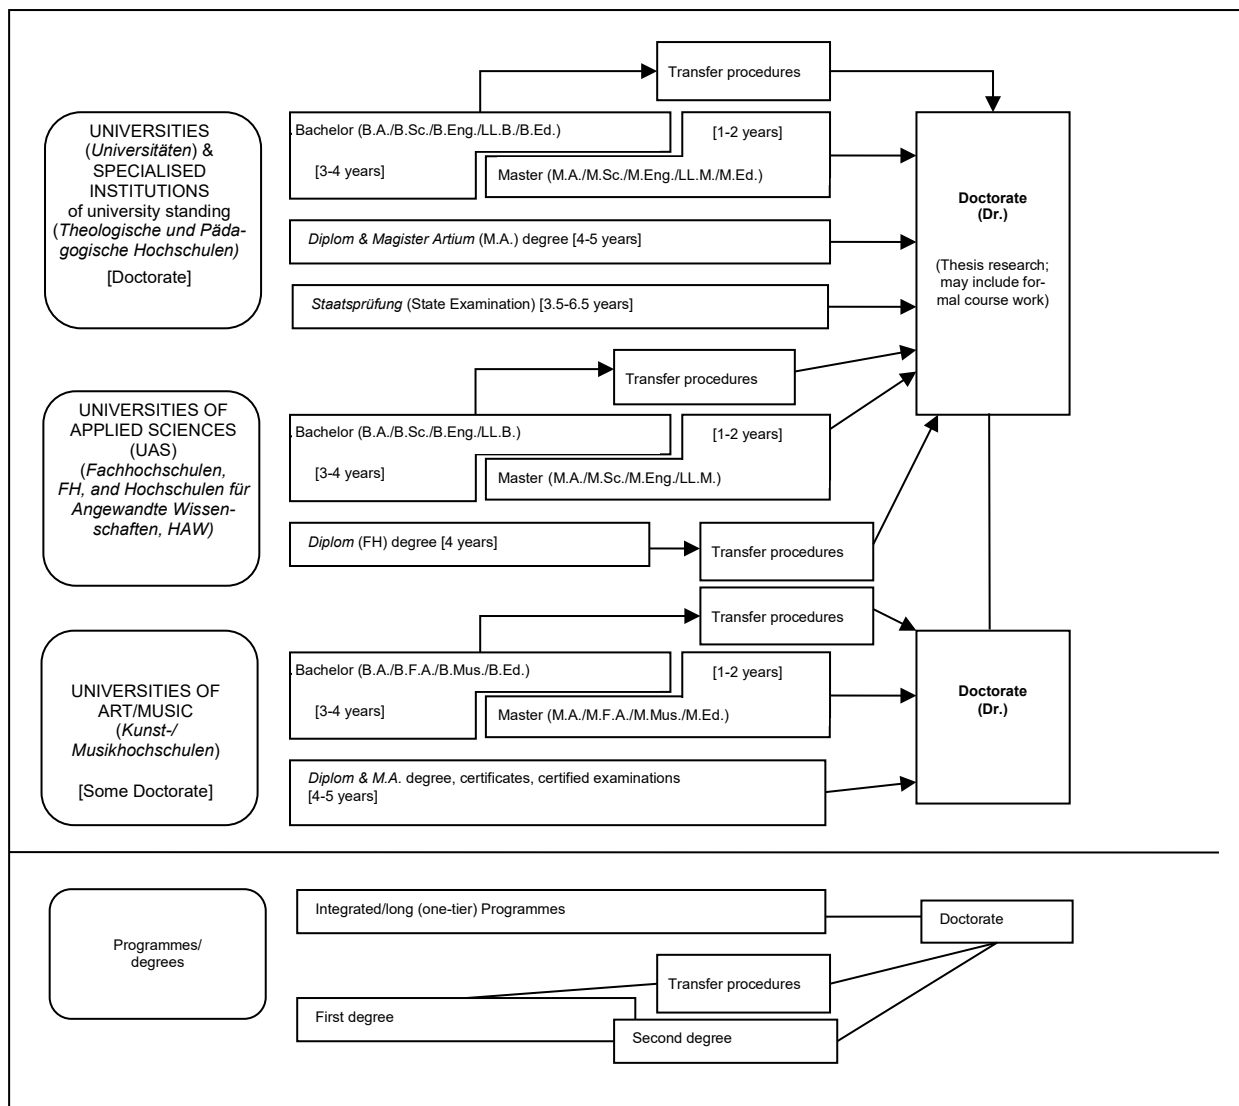 Transfer procedures
UNIVERSITIES
(Universitäten) &
SPECIALISED
INSTITUTIONS
of university standing
(Theologische und Päda-
gogische Hochschulen)
[Doctorate]
. Bachelor (B.A./B.Sc./B.Eng./LL.B./B.Ed.)
[3-4 years]
[1-2 years]
Master (M.A./M.Sc./M.Eng./LL.M./M.Ed.)
Diplom & Magister Artium (M.A.) degree [4-5 years]
Staatsprüfung (State Examination) [3.5-6.5 years]
Doctorate
(Dr.)
(Thesis research;
may include for-
mal course work)
Transfer procedures
UNIVERSITIES OF
APPLIED SCIENCES
(UAS)
(Fachhochschulen,
FH, and Hochschulen für
Angewandte Wissen-
schaften, HAW)
. Bachelor (B.A./B.Sc./B.Eng./LL.B.)
[3-4 years]
[1-2 years]
Master (M.A./M.Sc./M.Eng./LL.M.)
Diplom (FH) degree [4 years]
Transfer procedures
Transfer procedures
UNIVERSITIES OF
ART/MUSIC
(Kunst-/
Musikhochschulen)
[Some Doctorate]
. Bachelor (B.A./B.F.A./B.Mus./B.Ed.)
[3-4 years]
[1-2 years]
Master (M.A./M.F.A./M.Mus./M.Ed.)
Diplom & M.A. degree, certificates, certified examinations
[4-5 years]
Doctorate
(Dr.)
Programmes/
degrees
Integrated/long (one-tier) Programmes
Doctorate
Transfer procedures
First degree
Second degree